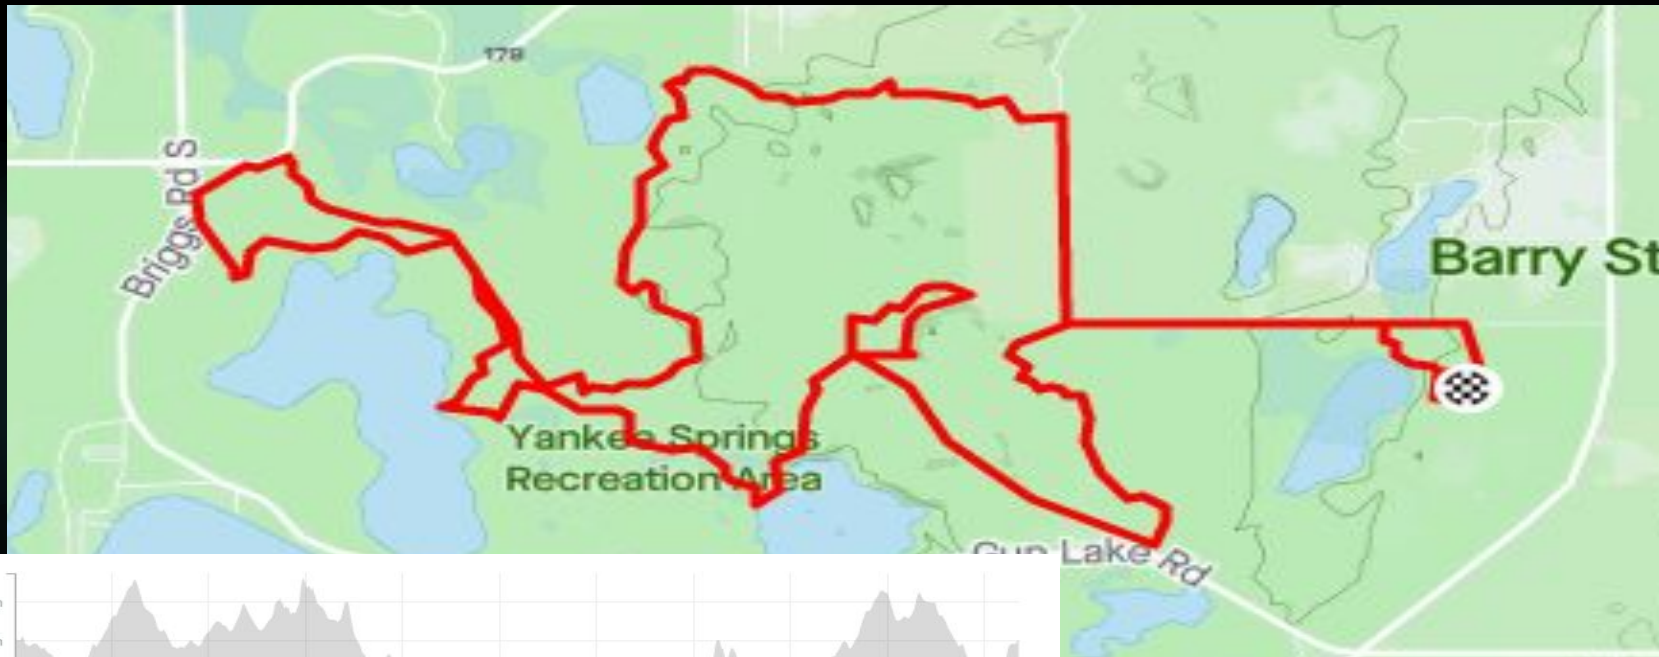 178
Briggs Rd S
Barry St
Yankee Springs
Recreation Area
Gun Lake Rd